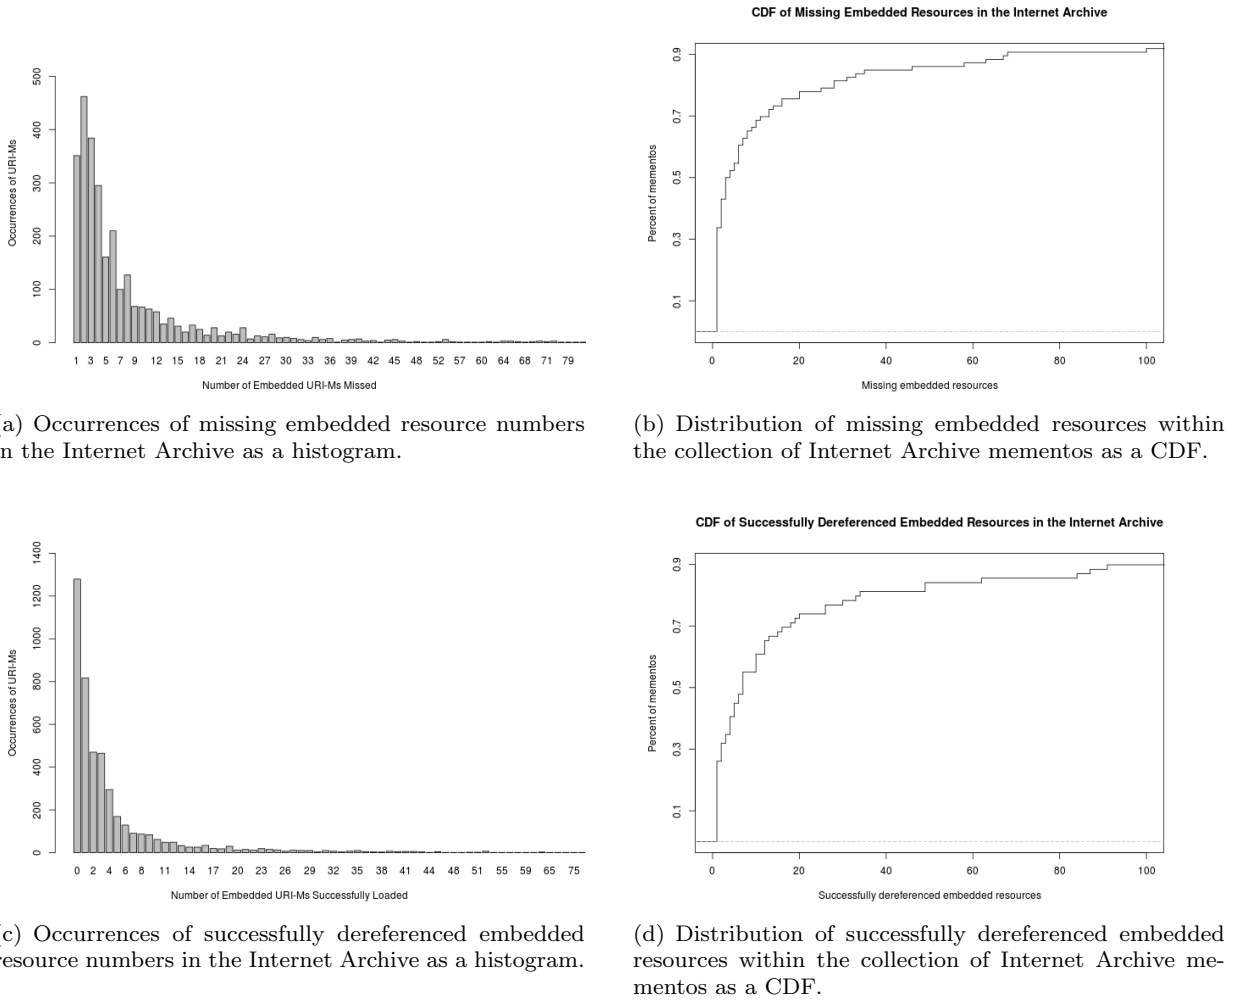 CDF of Missing Embedded Resources in the Internet Archive
Occurrences of URI-Ms
0 100 200 300 400 500
1 3 5 7 9 12 15 18 21 24 27 30 33 36 39 42 45 48 52 57 60 64 68 71 79
Number of Embedded URI-Ms Missed
Percent of mementos
0.1 0.3 0.5 0.7 0.9
0 20 40 60 80 100
Missing embedded resources
a) Occurrences of missing embedded resource numbers
n the Internet Archive as a histogram.
(b) Distribution of missing embedded resources within
the collection of Internet Archive mementos as a CDF.
CDF of Successfully Dereferenced Embedded Resources in the Internet Archive
Occurrences of URI-Ms
0 200 400 600 800 1000 1200 1400
0 2 4 6 8 11 14 17 20 23 26 29 32 35 38 41 44 48 51 55 59 65 75
Number of Embedded URI-Ms Successfully Loaded
Percent of mementos
0.1 0.3 0.5 0.7 0.9
0 20 40 60 80 100
Successfully dereferenced embedded resources
(c) Occurrences of successfully dereferenced embedded
resource numbers in the Internet Archive as a histogram.
(d) Distribution of successfully dereferenced embedded
resources within the collection of Internet Archive me-
mentos as a CDF.